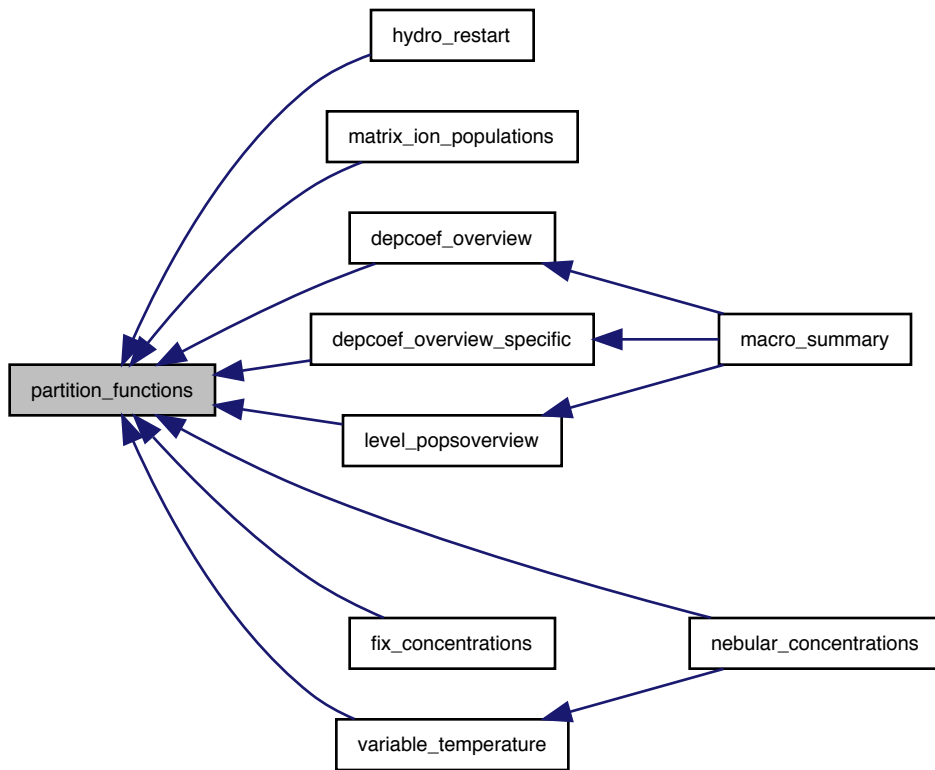 hydro_restart
matrix_ion_populations
depcoef_overview
depcoef_overview_specific
macro_summary
partition_functions
level_popsoverview
fix_concentrations
nebular_concentrations
variable_temperature